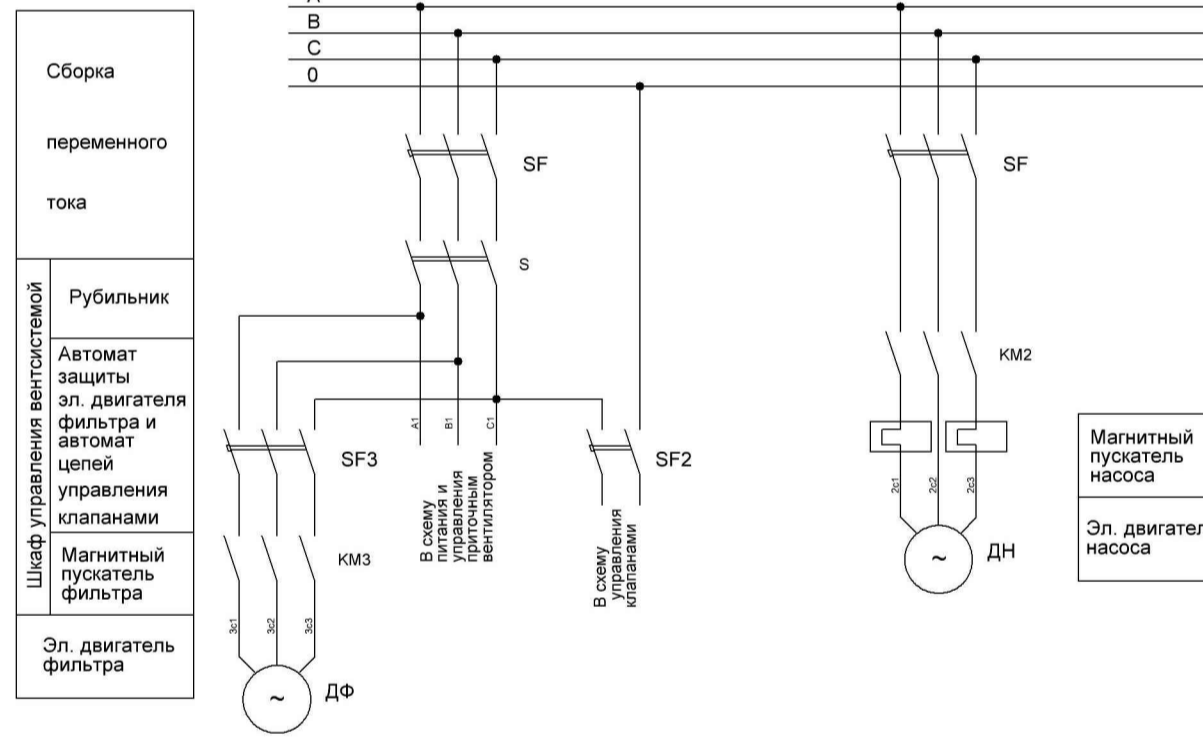 A
B
C
0
Сборка
переменного
тока
Шкаф управления вентсистемой
Рубильник
Автомат
защиты
эл. двигателя
фильтра и
автомат
цепей
управления
клапанами
Магнитный
пускатель
фильтра
Эл. двигатель
фильтра
SF
S
SF3
KM3
3c1
3c2
3c3
ДФ
A1
B1
C1
В схему
питания и
управления
приточным
вентилятором
SF2
В схему
управления
клапанами
SF
KM2
2c1
2c2
2c3
ДН
Магнитный
пускатель
насоса
Эл. двигател
насоса